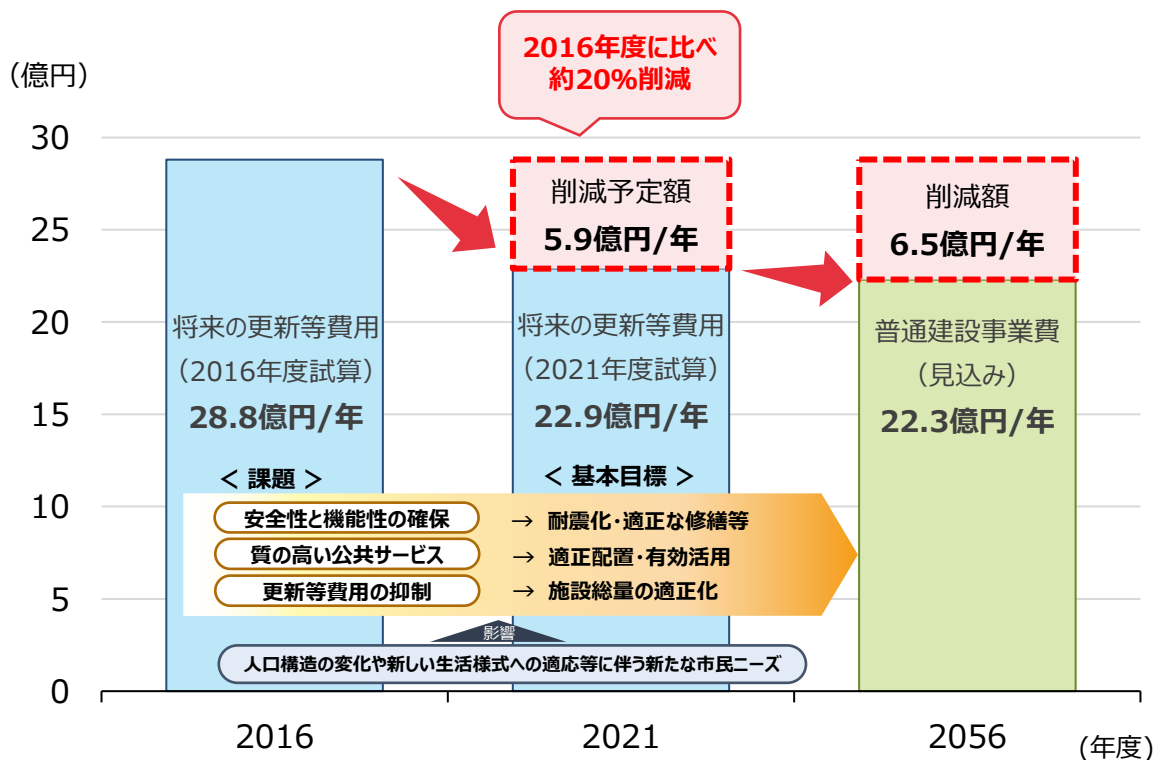 2016年度に比べ
約20%削減
（億円）
30
25
20
15
10
5
0
削減予定額
5.9億円/年
削減額
6.5億円/年
将来の更新等費用
（2016年度試算）
28.8億円/年
将来の更新等費用
（2021年度試算）
22.9億円/年
普通建設事業費
（見込み）
22.3億円/年
＜ 課題 ＞
＜ 基本目標 ＞
安全性と機能性の確保 → 耐震化・適正な修繕等
質の高い公共サービス → 適正配置・有効活用
更新等費用の抑制 → 施設総量の適正化
影響
人口構造の変化や新しい生活様式への適応等に伴う新たな市民ニーズ
2016
2021
2056
（年度）